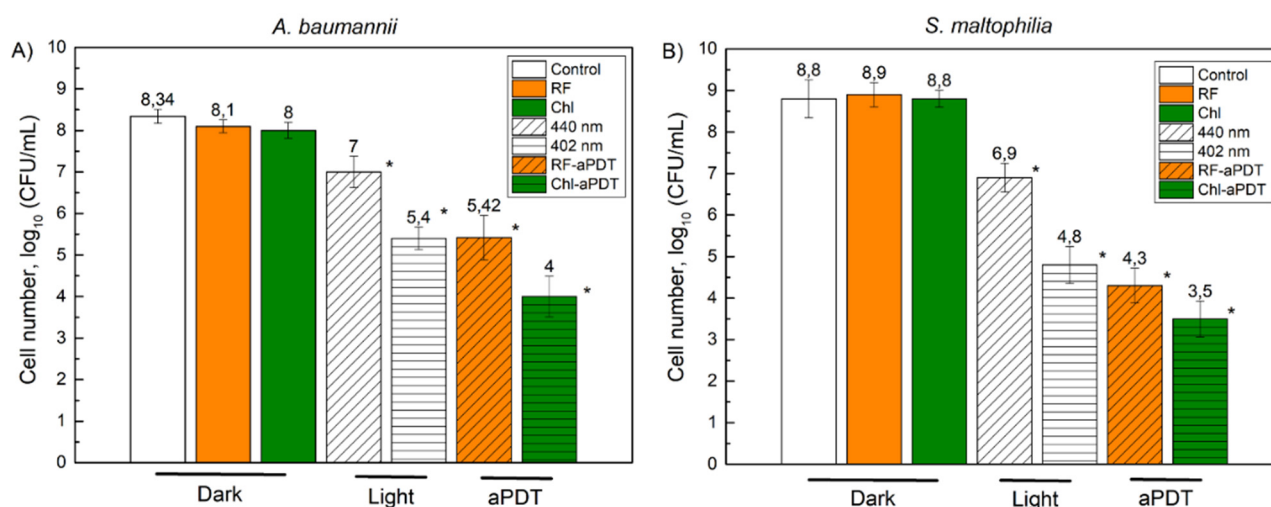 A. baumannii
A)
Cell number, log10 (CFU/mL)
10
9
8
7
6
5
4
3
2
1
0
8,34
8,1
8
7
*
5,4
*
5,42
*
4
*
Control
RF
Chl
440 nm
402 nm
RF-aPDT
Chl-aPDT
Dark
Light
aPDT
S. maltophilia
B)
Cell number, log10 (CFU/mL)
10
9
8
7
6
5
4
3
2
1
0
8,8
8,9
8,8
6,9
*
4,8
*
4,3
*
3,5
*
Control
RF
Chl
440 nm
402 nm
RF-aPDT
Chl-aPDT
Dark
Light
aPDT